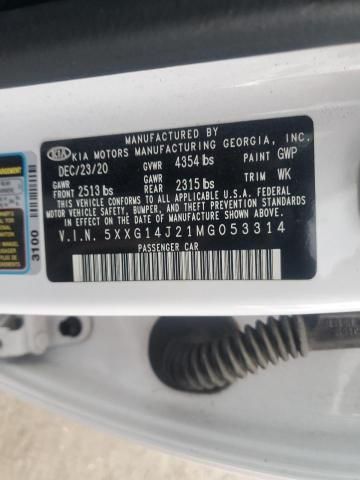 MANUFACTURED BY
KIA KIA MOTORS MANUFACTURING GEORGIA, INC.
DEC/23/20 GVWR 4354 lbs PAINT GWP
GAWR FRONT 2513 lbs GAWR REAR 2315 lbs TRIM WK
THIS VEHICLE CONFORMS TO ALL APPLICABLE U.S.A. FEDERAL
MOTOR VEHICLE SAFETY, BUMPER, AND THEFT PREVENTION
STANDARDS IN EFFECT ON THE DATE OF MANUFACTURE SHOWN ABOVE.
V.I.N. 5XXG14J21MG053314
PASSENGER CAR
3100